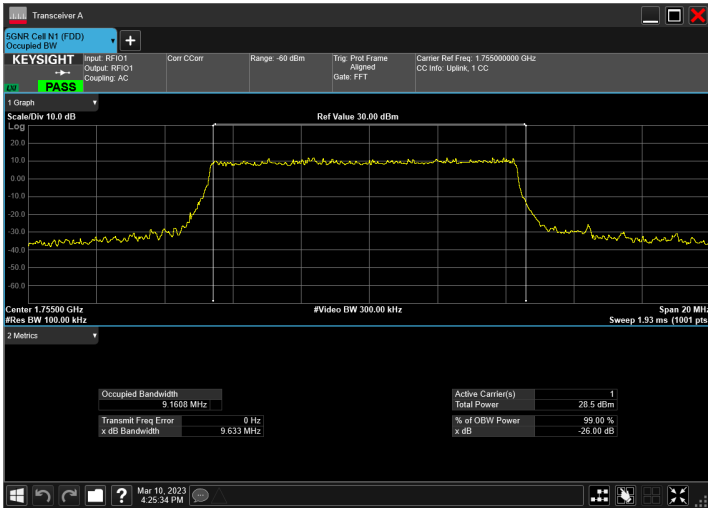 Transceiver A
5GNR Cell N1 (FDD)
Occupied BW
KEYSIGHT
PASS
Input: RFIO1
Output: RFIO1
Coupling: AC
Corr CCorr
Range: -60 dBm
Trig: Prot Frame
Aligned
Gate: FFT
Carrier Ref Freq: 1.755000000 GHz
CC Info: Uplink, 1 CC
1 Graph
Scale/Div 10.0 dB
Ref Value 30.00 dBm
Log
20.0
10.0
0.00
-10.0
-20.0
-30.0
-40.0
-50.0
-60.0
Center 1.75500 GHz
#Video BW 300.00 kHz
Span 20 MHz
#Res BW 100.00 kHz
Sweep 1.93 ms (1001 pts
2 Metrics
Occupied Bandwidth
9.1608 MHz
Transmit Freq Error 0 Hz
x dB Bandwidth 9.633 MHz
Active Carrier(s) 1
Total Power 28.5 dBm
% of OBW Power 99.00 %
x dB -26.00 dB
Mar 10, 2023
4:25:34 PM